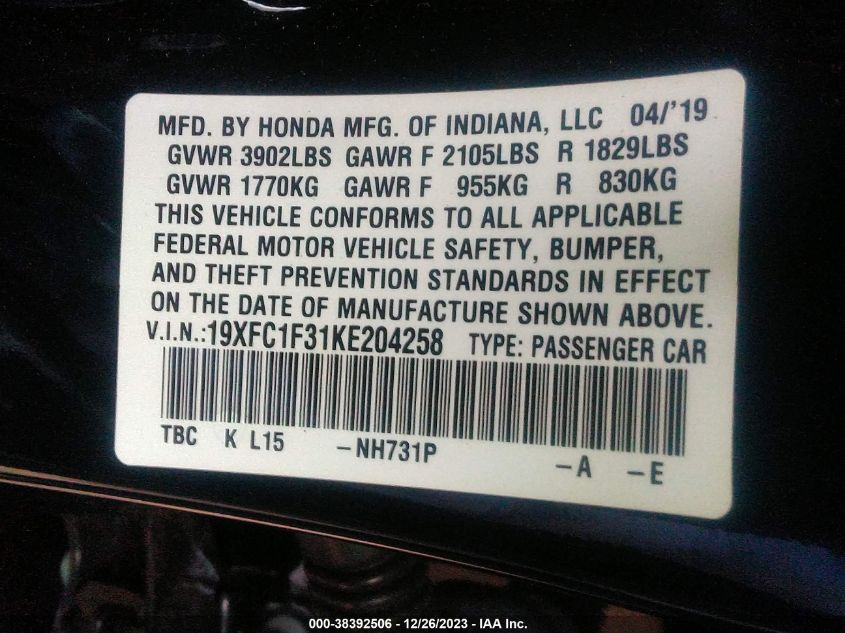 MFD. BY HONDA MFG. OF INDIANA, LLC 04/'19
GVWR 3902LBS GAWR F 2105LBS R 1829LBS
GVWR 1770KG GAWR F 955KG R 830KG
THIS VEHICLE CONFORMS TO ALL APPLICABLE
FEDERAL MOTOR VEHICLE SAFETY, BUMPER,
AND THEFT PREVENTION STANDARDS IN EFFECT
ON THE DATE OF MANUFACTURE SHOWN ABOVE.
V.I.N.:19XFC1F31KE204258 TYPE: PASSENGER CAR
TBC K L15 -NH731P -A -E
000-38392506 - 12/26/2023 - IAA Inc.